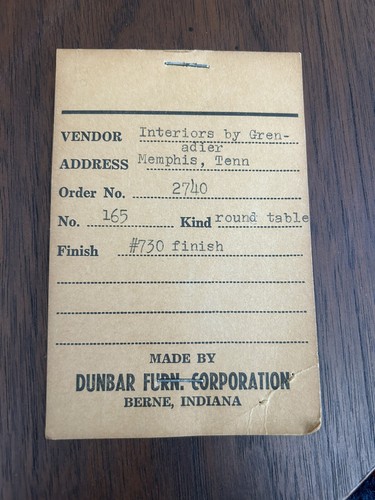 VENDOR Interiors by Gren-
adier
ADDRESS Memphis, Tenn
Order No. 2740
No. 165 Kind round table
Finish #730 finish
MADE BY
DUNBAR FURN. CORPORATION
BERNE, INDIANA